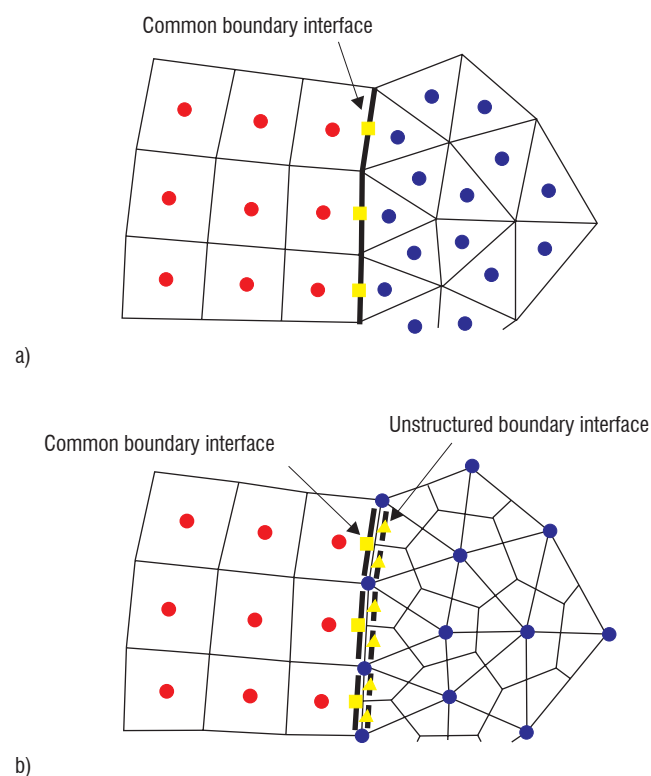 Common boundary interface
a)
Unstructured boundary interface
Common boundary interface
b)